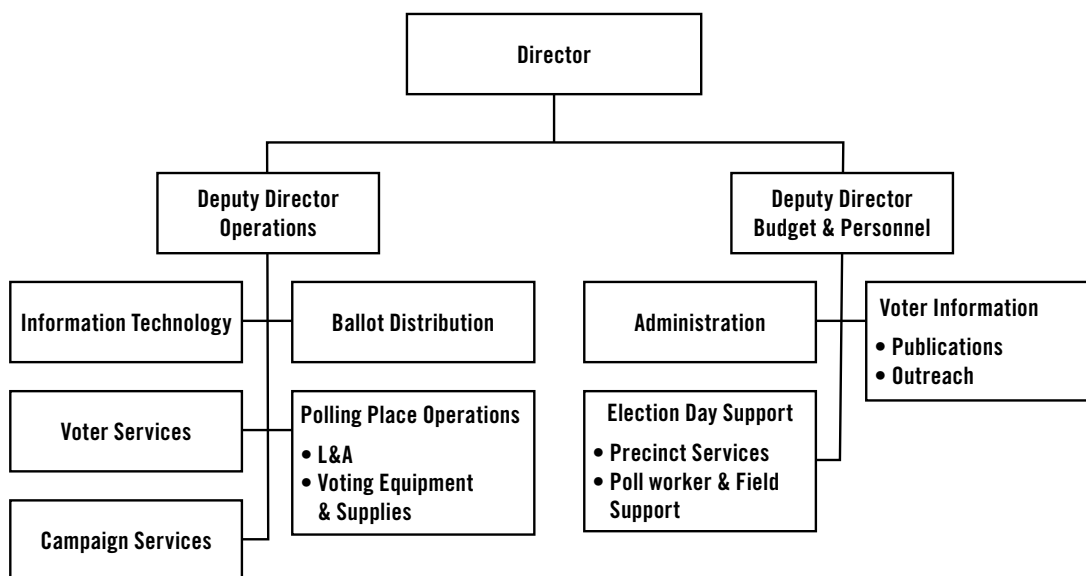 Director
Deputy Director
Operations
Deputy Director
Budget & Personnel
Information Technology
Ballot Distribution
Administration
Voter Information
• Publications
• Outreach
Voter Services
Polling Place Operations
• L&A
• Voting Equipment
& Supplies
Election Day Support
• Precinct Services
• Poll worker & Field
Support
Campaign Services